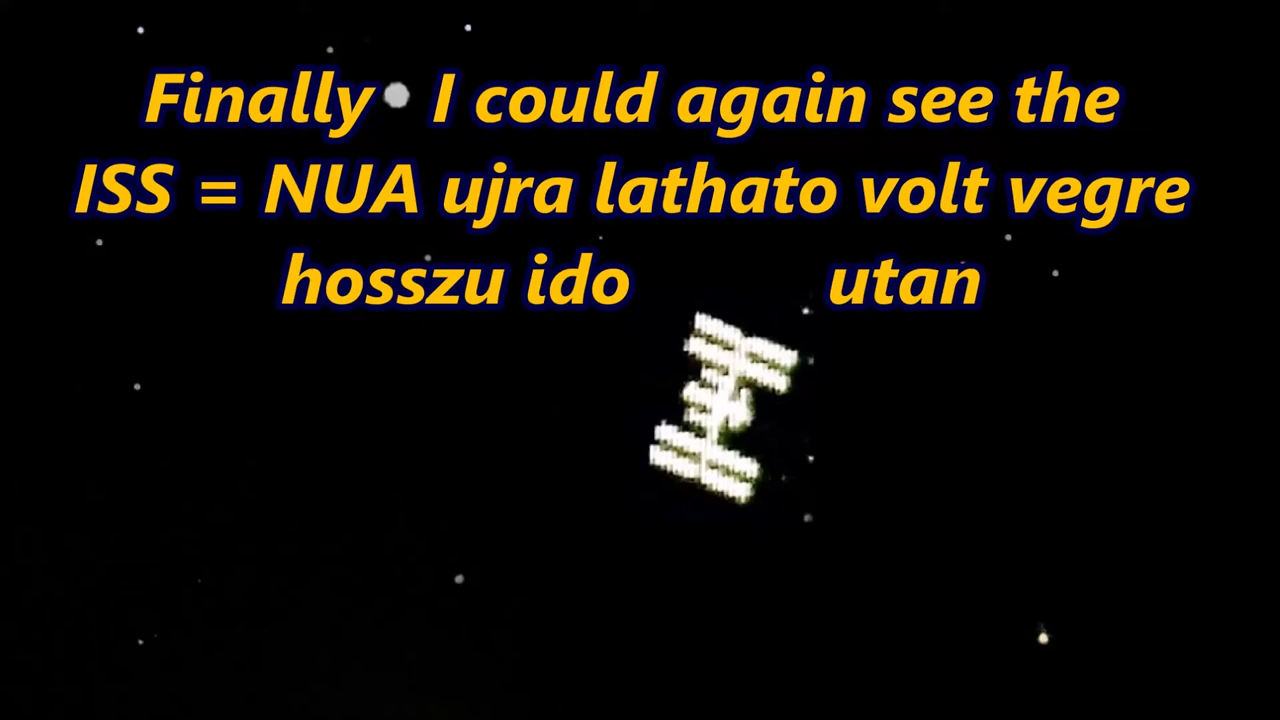 Finally I could again see the
ISS = NUA ujra lathato volt vegre
hosszu ido utan